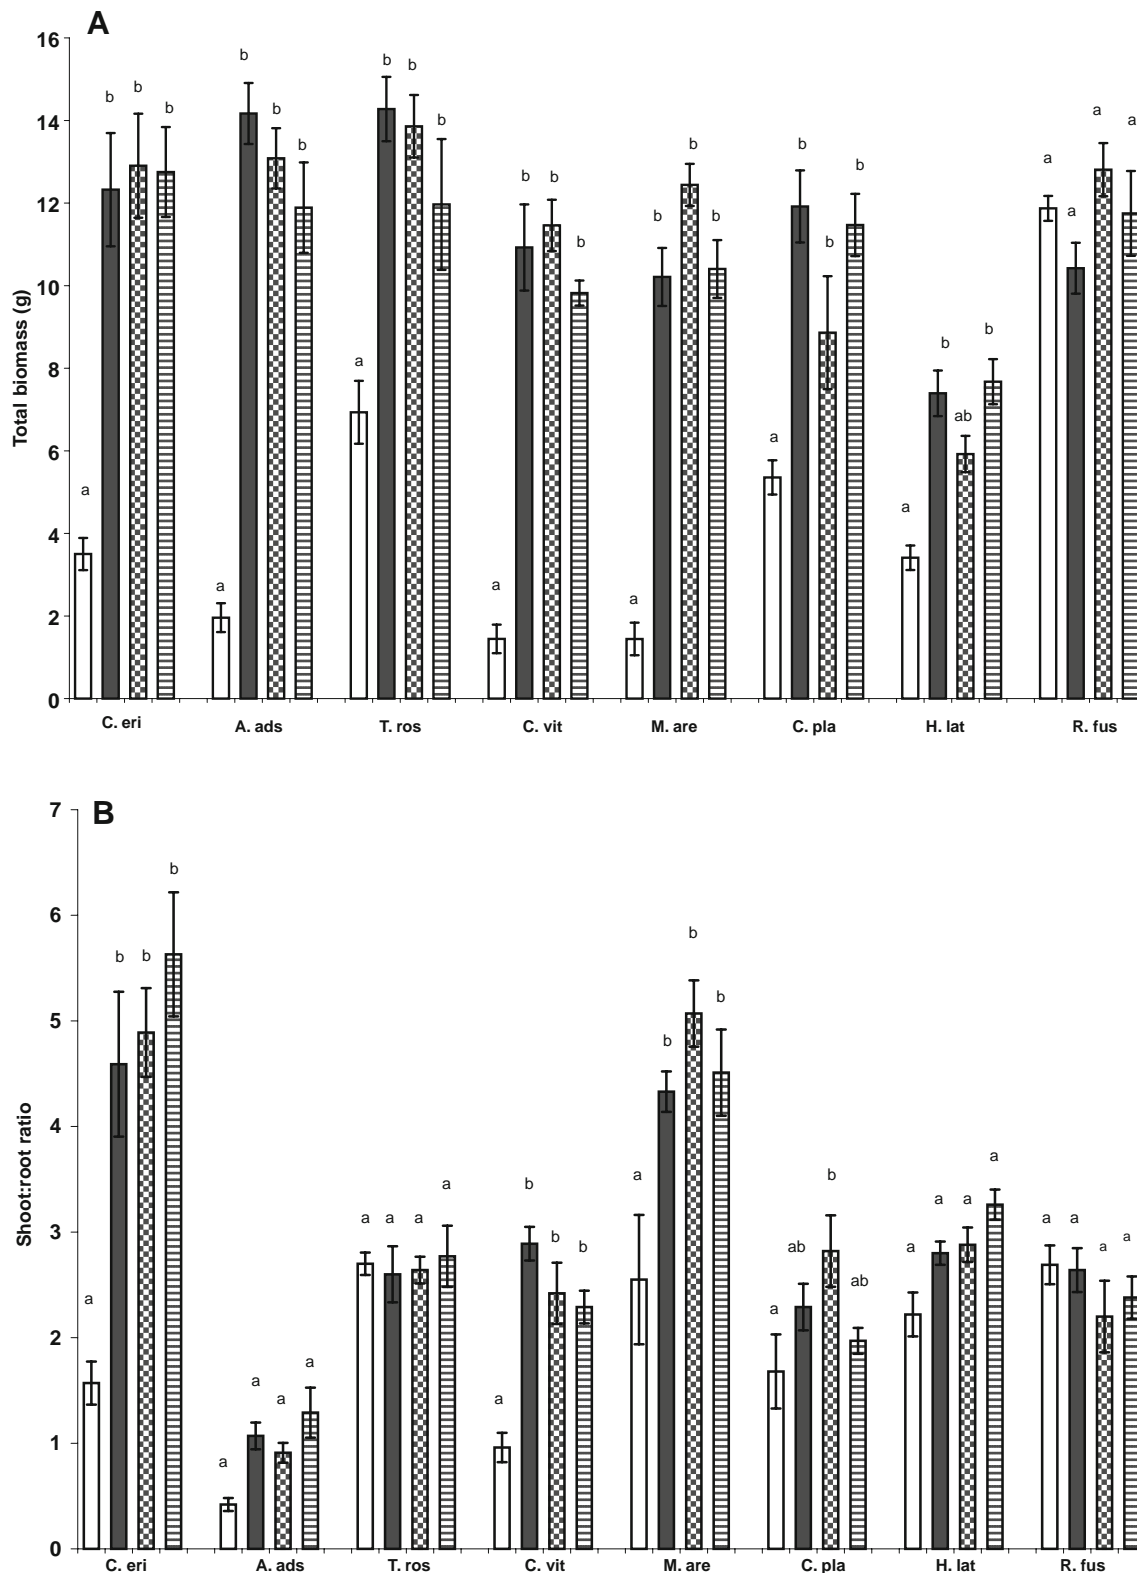 A
16
14
12
10
8
6
4
2
0
Total biomass (g)
a b b b
a b b b
a b b b
a b b b
a b b b
a b b b
a b ab b
a a a a
C. eri A. ads T. ros C. vit M. are C. pla H. lat R. fus
B
7
6
5
4
3
2
1
0
Shoot:root ratio
a b b b
a a a a
a a a a
a b b b
a b b b
a ab b ab
a a a a
a a a a
C. eri A. ads T. ros C. vit M. are C. pla H. lat R. fus